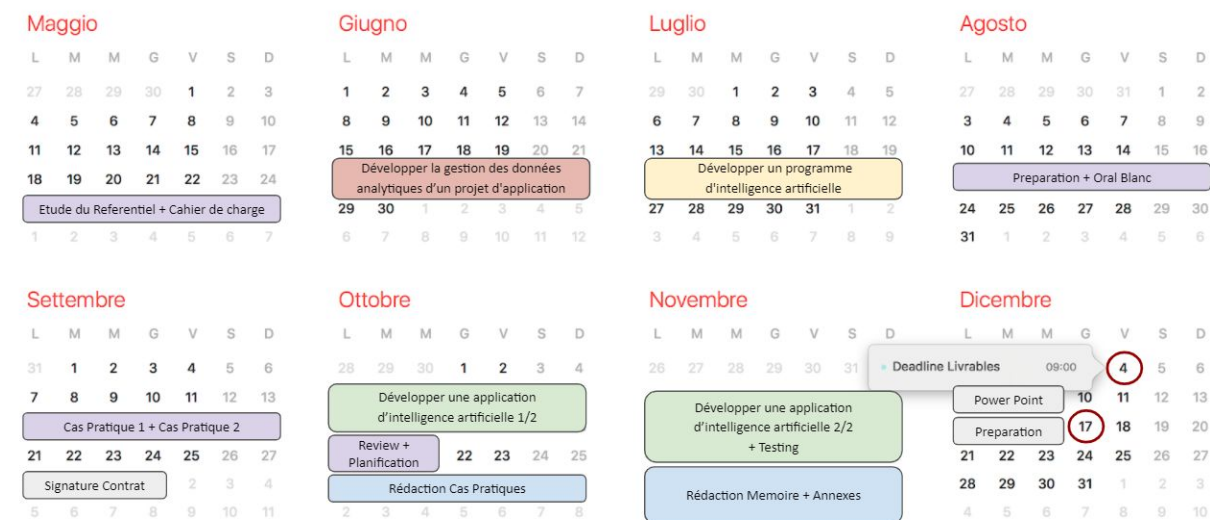 Maggio
L M M G V S D
27 28 29 30 1 2 3
4 5 6 7 8 9 10
11 12 13 14 15 16 17
18 19 20 21 22 23 24
Etude du Referentiel + Cahier de charge
1 2 3 4 5 6 7
Giugno
L M M G V S D
1 2 3 4 5 6 7
8 9 10 11 12 13 14
15 16 17 18 19 20 21
Développer la gestion des données
analytiques d'un projet d'application
29 30 1 2 3 4 5
6 7 8 9 10 11 12
Luglio
L M M G V S D
29 30 1 2 3 4 5
6 7 8 9 10 11 12
13 14 15 16 17 18 19
Développer un programme
d'intelligence artificielle
27 28 29 30 31 1 2
3 4 5 6 7 8 9
Agosto
L M M G V S D
27 28 29 30 31 1 2
3 4 5 6 7 8 9
10 11 12 13 14 15 16
Preparation + Oral Blanc
24 25 26 27 28 29 30
31 1 2 3 4 5 6
Settembre
L M M G V S D
31 1 2 3 4 5 6
7 8 9 10 11 12 13
Cas Pratique 1 + Cas Pratique 2
21 22 23 24 25 26 27
Signature Contrat 2 3 4
5 6 7 8 9 10 11
Ottobre
L M M G V S D
28 29 30 1 2 3 4
Développer une application
d'intelligence artificielle 1/2
Review +
Planification 22 23 24 25
Rédaction Cas Pratiques
2 3 4 5 6 7 8
Novembre
L M M G V S D
26 27 28 29 30 31
Développer une application
d'intelligence artificielle 2/2
+ Testing
Rédaction Memoire + Annexes
Dicembre
L M M G V S D
Deadline Livrables 09:00 4 5 6
Power Point 10 11 12 13
Preparation 17 18 19 20
21 22 23 24 25 26 27
28 29 30 31 1 2 3
4 5 6 7 8 9 10